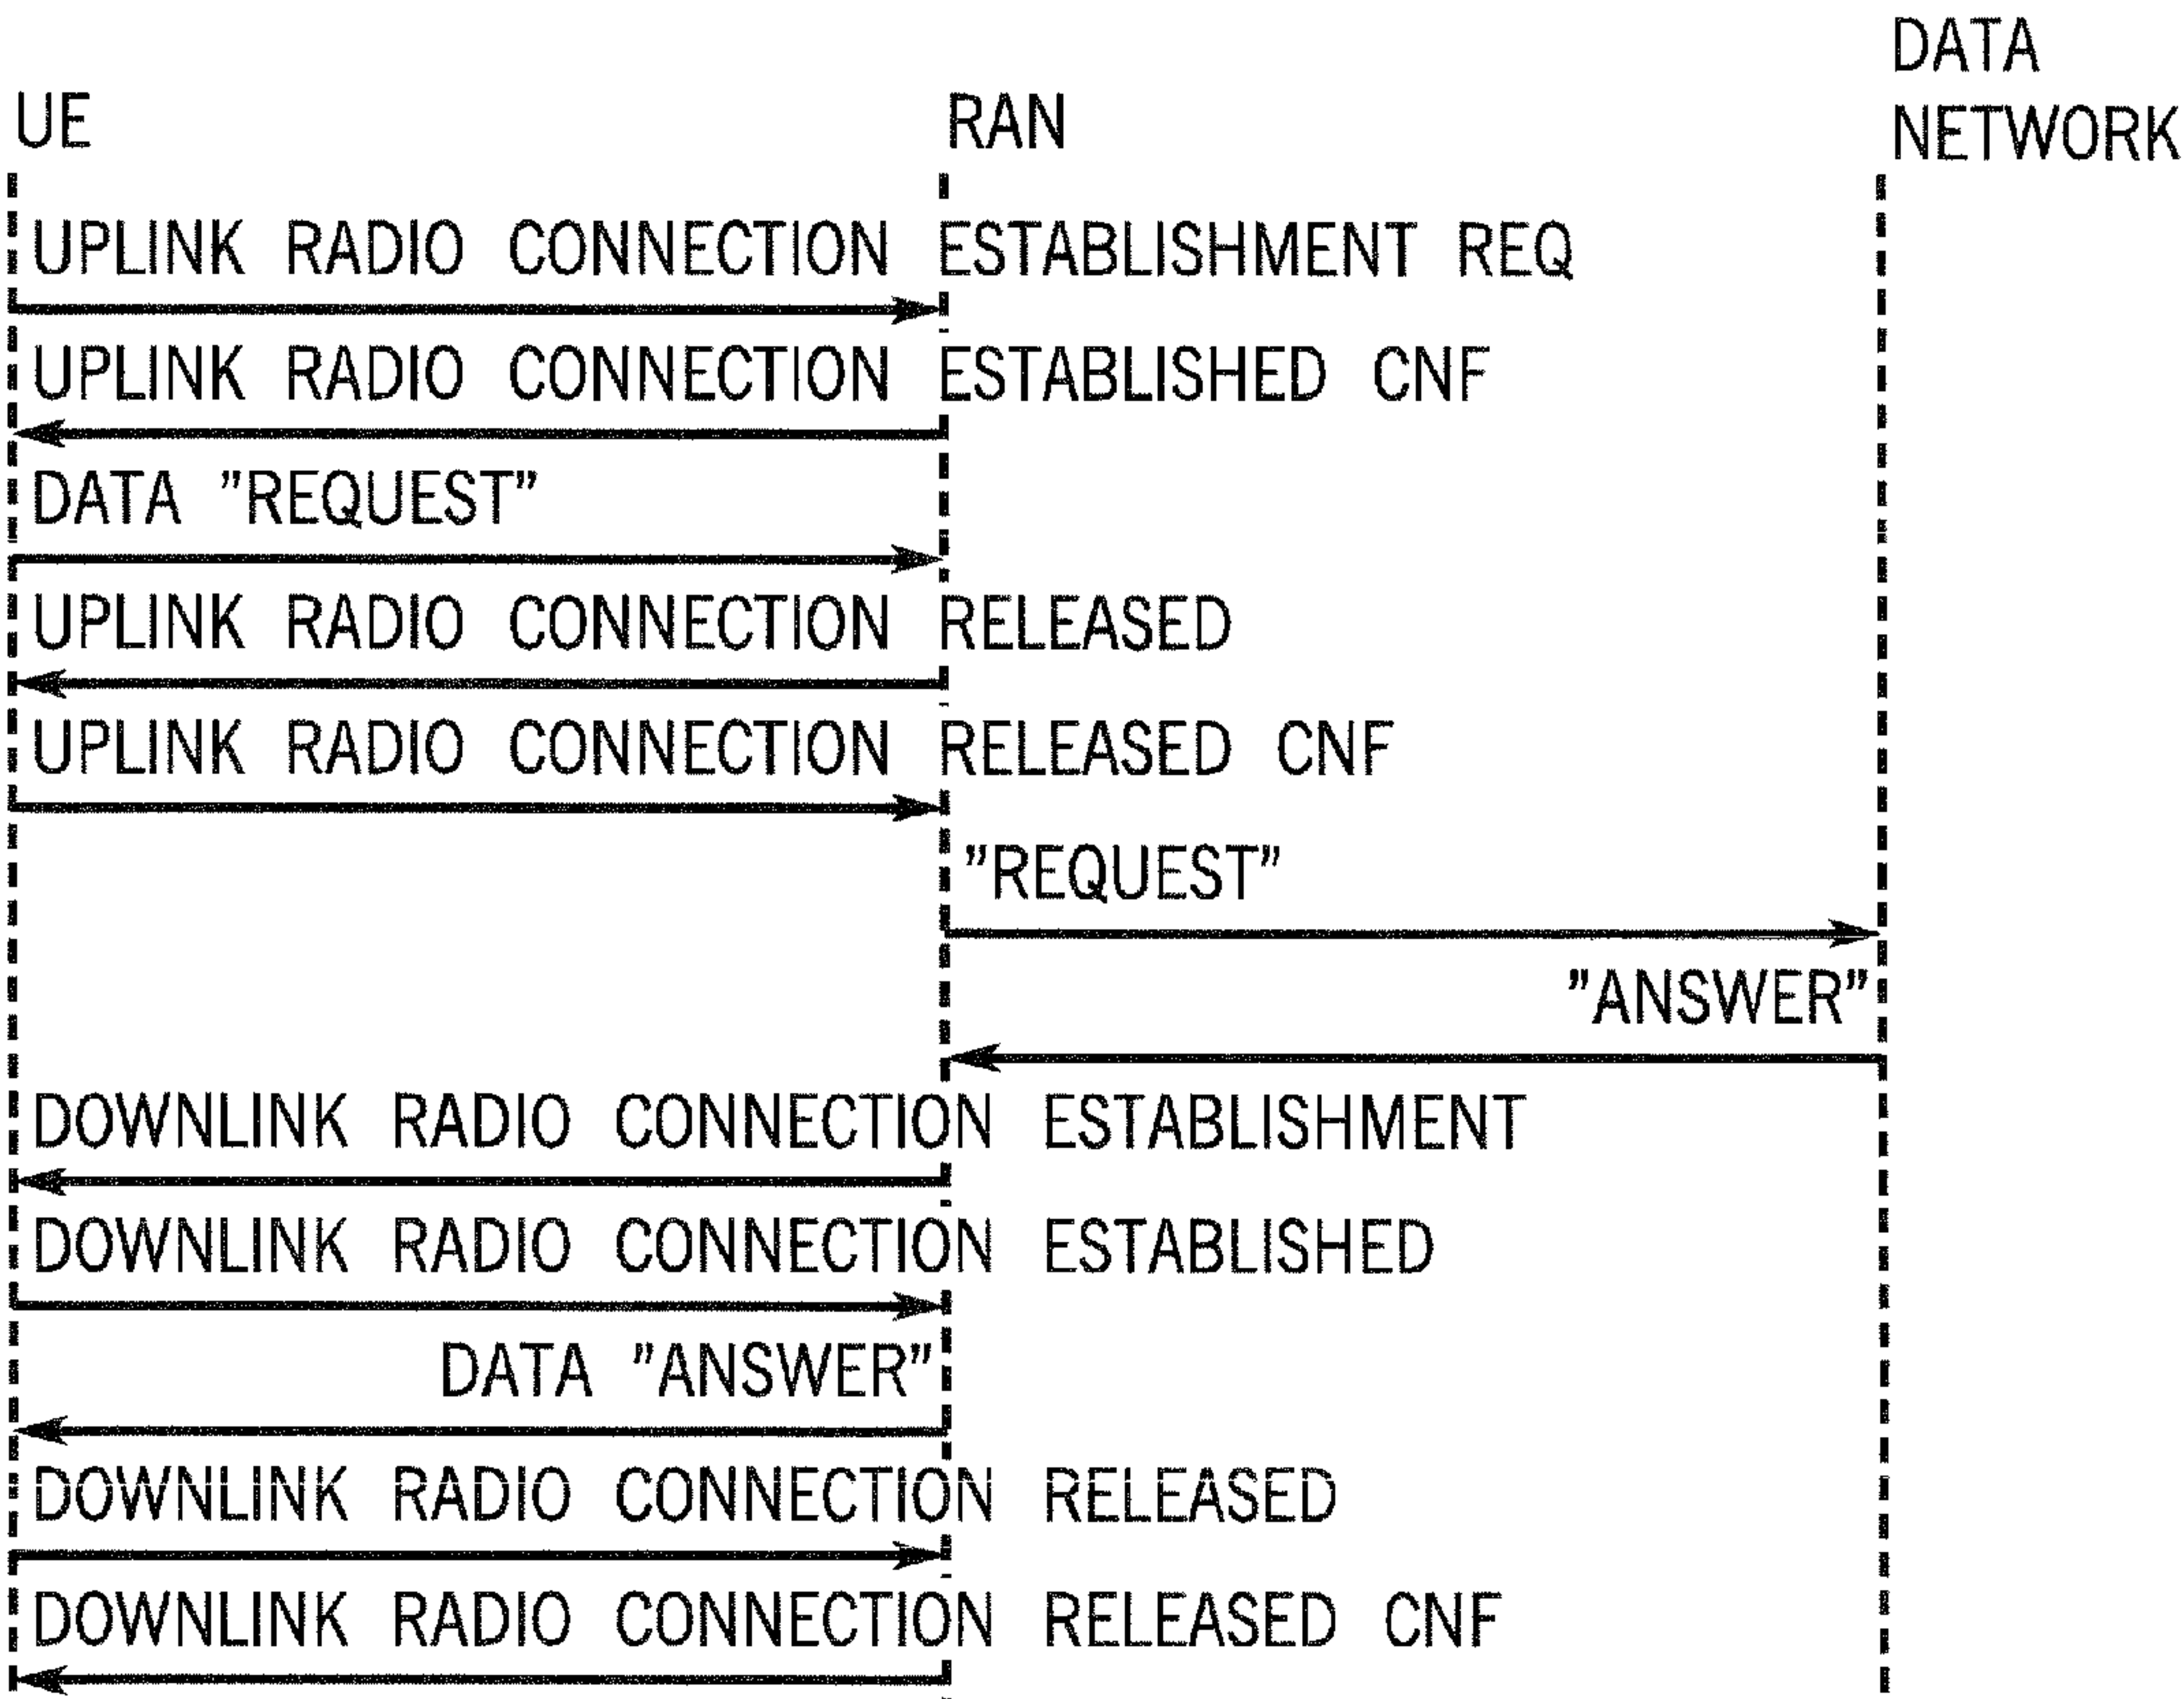 DATA
NETWORK
UE
RAN
UPLINK RADIO CONNECTION ESTABLISHMENT REQ
UPLINK RADIO CONNECTION ESTABLISHED CNF
DATA ”REQUEST”
UPLINK RADIO CONNECTION RELEASED
UPLINK RADIO CONNECTION RELEASED CNF
”REQUEST”
”ANSWER”
DOWNLINK RADIO CONNECTION ESTABLISHMENT
DOWNLINK RADIO CONNECTION ESTABLISHED
DATA ”ANSWER”
DOWNLINK RADIO CONNECTION RELEASED
DOWNLINK RADIO CONNECTION RELEASED CNF